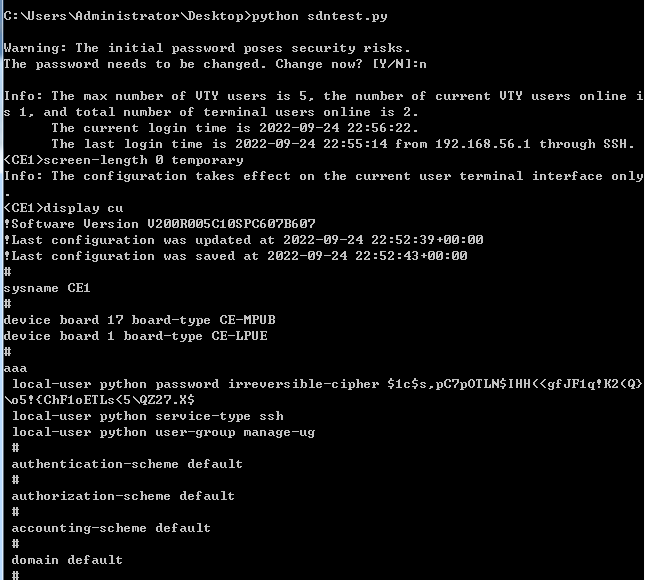 C:\Users\Administrator\Desktop>python sdntest.py
Warning: The initial password poses security risks.
The password needs to be changed. Change now? [Y/N]:n
Info: The max number of VTY users is 5, the number of current VTY users online i
s 1, and total number of terminal users online is 2.
The current login time is 2022-09-24 22:56:22.
The last login time is 2022-09-24 22:55:14 from 192.168.56.1 through SSH.
<CE1>screen-length 0 temporary
Info: The configuration takes effect on the current user terminal interface only
.
<CE1>display cu
!Software Version V200R005C10SPC607B607
!Last configuration was updated at 2022-09-24 22:52:39+00:00
!Last configuration was saved at 2022-09-24 22:52:43+00:00
#
sysname CE1
#
device board 17 board-type CE-MPUB
device board 1 board-type CE-LPUE
#
aaa
local-user python password irreversible-cipher $1c$s,pC7pOTLN$IHH(<gfJF1q!K2(Q}
\o5!{ChF1oETLs<5\QZ27.X$
local-user python service-type ssh
local-user python user-group manage-ug
#
authentication-scheme default
#
authorization-scheme default
#
accounting-scheme default
#
domain default
#